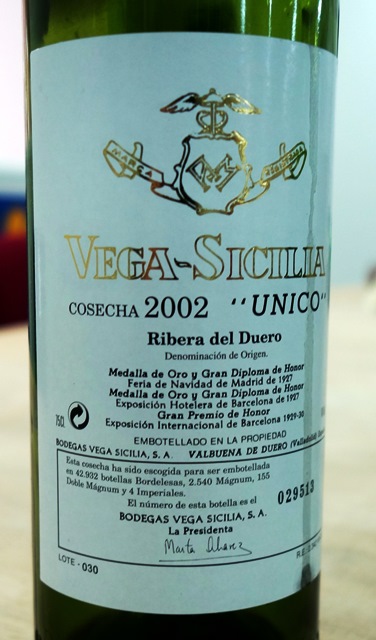 MARCA REGISTRADA
VEGA-SICILIA
COSECHA 2002 "UNICO"
Ribera del Duero
Denominación de Origen.
Medalla de Oro y Gran Diploma de Honor
Feria de Navidad de Madrid de 1927
Medalla de Oro y Gran Diploma de Honor
Exposición Hotelera de Barcelona de 1927
Gran Premio de Honor
Exposición Internacional de Barcelona 1929-30
75cl.
EMBOTELLADO EN LA PROPIEDAD
BODEGAS VEGA SICILIA, S. A. VALBUENA DE DUERO (Valladolid)
Esta cosecha ha sido escogida para ser embotellada
en 42.932 botellas Bordelesas, 2.540 Mágnum, 155
Doble Mágnum y 4 Imperiales.
El número de esta botella es el 029513
BODEGAS VEGA SICILIA, S. A.
La Presidenta
Marta Álvarez
LOTE - 030